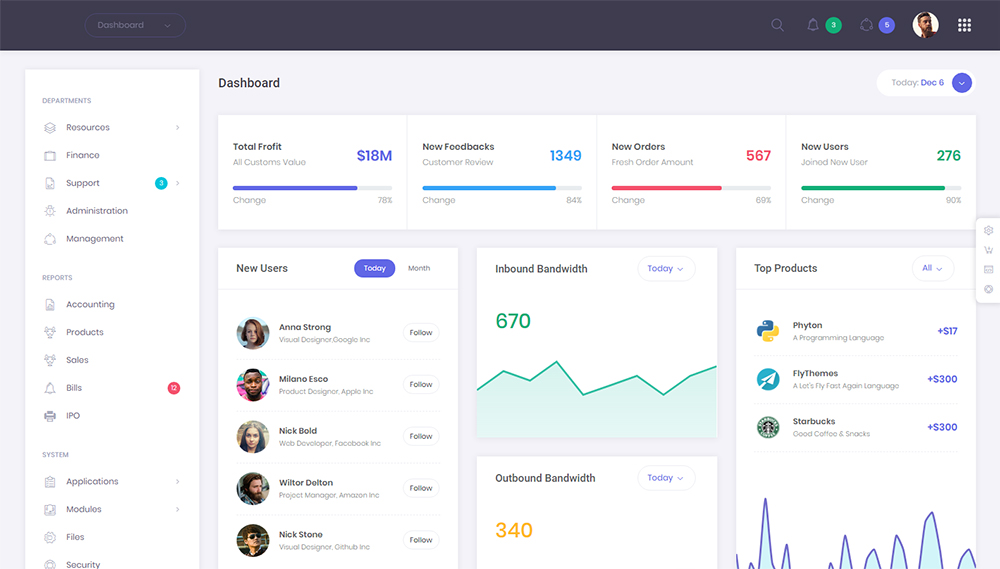 Dashboard
3
5
DEPARTMENTS
Resources
Finance
Support
3
Administration
Management
REPORTS
Accounting
Products
Sales
Bills
12
IPO
SYSTEM
Applications
Modules
Files
Security
Dashboard
Today: Dec 6
Total Frofit
All Customs Value
$18M
Change
78%
New Feedbacks
Customer Review
1349
Change
84%
New Orders
Fresh Order Amount
567
Change
69%
New Users
Joined New User
276
Change
90%
New Users
Today
Month
Anna Strong
Visual Designer,Google Inc
Follow
Milano Esco
Product Designer, Apple Inc
Follow
Nick Bold
Web Developer, Facebook Inc
Follow
Wiltor Delton
Project Manager, Amazon Inc
Follow
Nick Stone
Visual Designer, Github Inc
Follow
Inbound Bandwidth
Today
670
Outbound Bandwidth
Today
340
Top Products
All
Phyton
A Programming Language
+$17
FlyThemes
A Let's Fly Fast Again Language
+$300
Starbucks
Good Coffee & Snacks
+$300